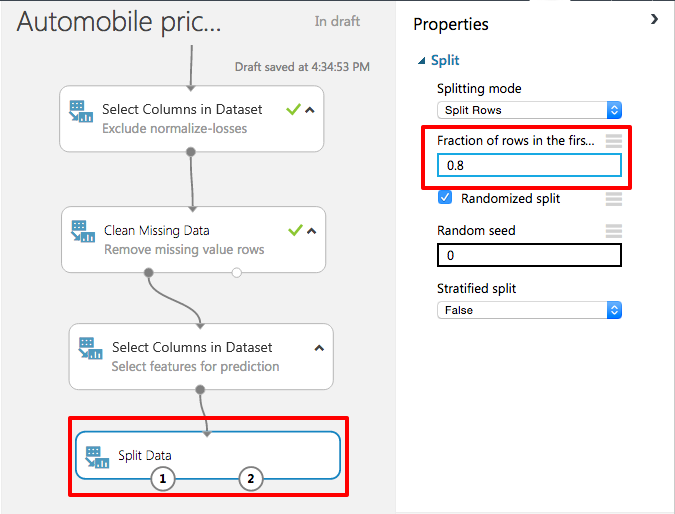 Automobile pric...
In draft
Draft saved at 4:34:53 PM
Select Columns in Dataset
Exclude normalize-losses
Clean Missing Data
Remove missing value rows
Select Columns in Dataset
Select features for prediction
Split Data
1
2
Properties
Split
Splitting mode
Split Rows
Fraction of rows in the firs...
0.8
Randomized split
Random seed
0
Stratified split
False